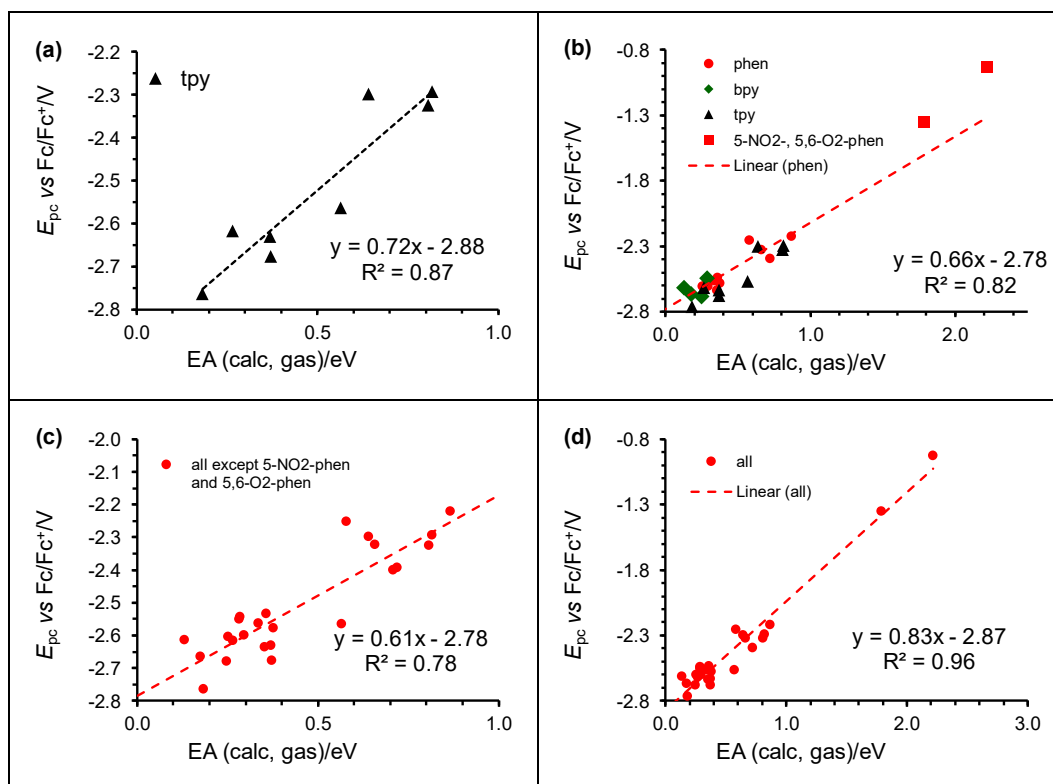 (a)
-2.2
-2.3
-2.4
-2.5
-2.6
-2.7
-2.8
0.0
0.5
1.0
E_pc vs Fc/Fc⁺/V
EA (calc, gas)/eV
tpy
y = 0.72x - 2.88
R² = 0.87
(b)
-0.8
-1.3
-1.8
-2.3
-2.8
0.0
1.0
2.0
E_pc vs Fc/Fc⁺/V
EA (calc, gas)/eV
phen
bpy
tpy
5-NO2-, 5,6-O2-phen
Linear (phen)
y = 0.66x - 2.78
R² = 0.82
(c)
-2.0
-2.1
-2.2
-2.3
-2.4
-2.5
-2.6
-2.7
-2.8
0.0
0.5
1.0
E_pc vs Fc/Fc⁺/V
EA (calc, gas)/eV
all except 5-NO2-phen
and 5,6-O2-phen
y = 0.61x - 2.78
R² = 0.78
(d)
-0.8
-1.3
-1.8
-2.3
-2.8
0.0
1.0
2.0
3.0
E_pc vs Fc/Fc⁺/V
EA (calc, gas)/eV
all
Linear (all)
y = 0.83x - 2.87
R² = 0.96